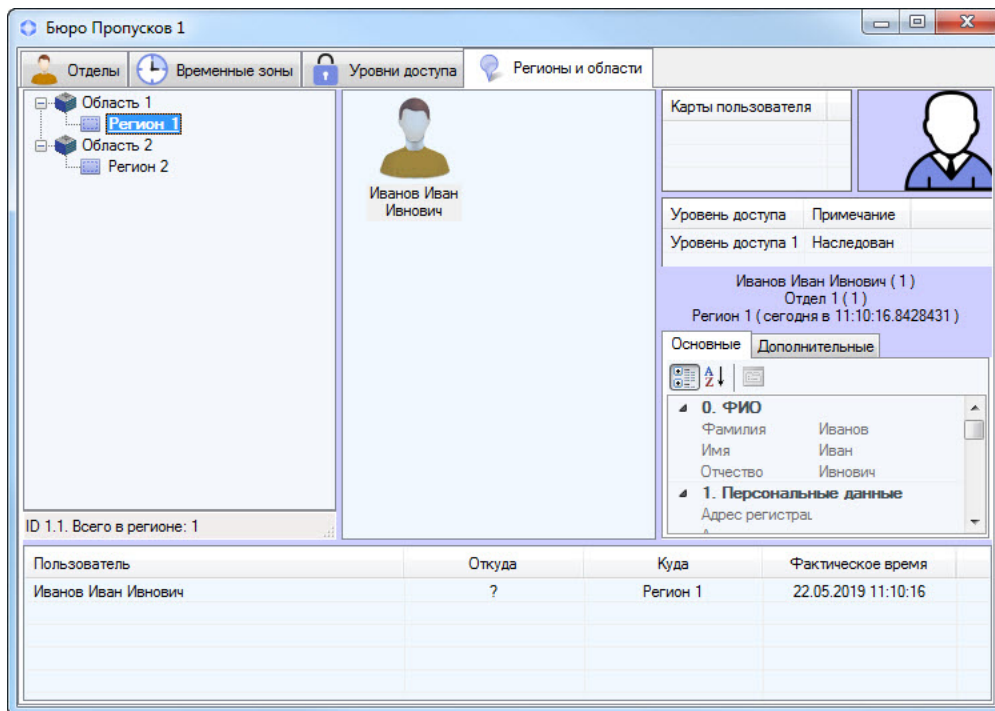 Бюро Пропусков 1
Отделы Временные зоны Уровни доступа Регионы и области
Область 1
Регион 1
Область 2
Регион 2
ID 1.1. Всего в регионе: 1
Иванов Иван
Ивнович
Карты пользователя
Уровень доступа Примечание
Уровень доступа 1 Наследован
Иванов Иван Ивнович ( 1 )
Отдел 1 ( 1 )
Регион 1 ( сегодня в 11:10:16.8428431 )
Основные Дополнительные
0. ФИО
Фамилия Иванов
Имя Иван
Отчество Ивнович
1. Персональные данные
Адрес регистрац
Пользователь Откуда Куда Фактическое время
Иванов Иван Ивнович ? Регион 1 22.05.2019 11:10:16